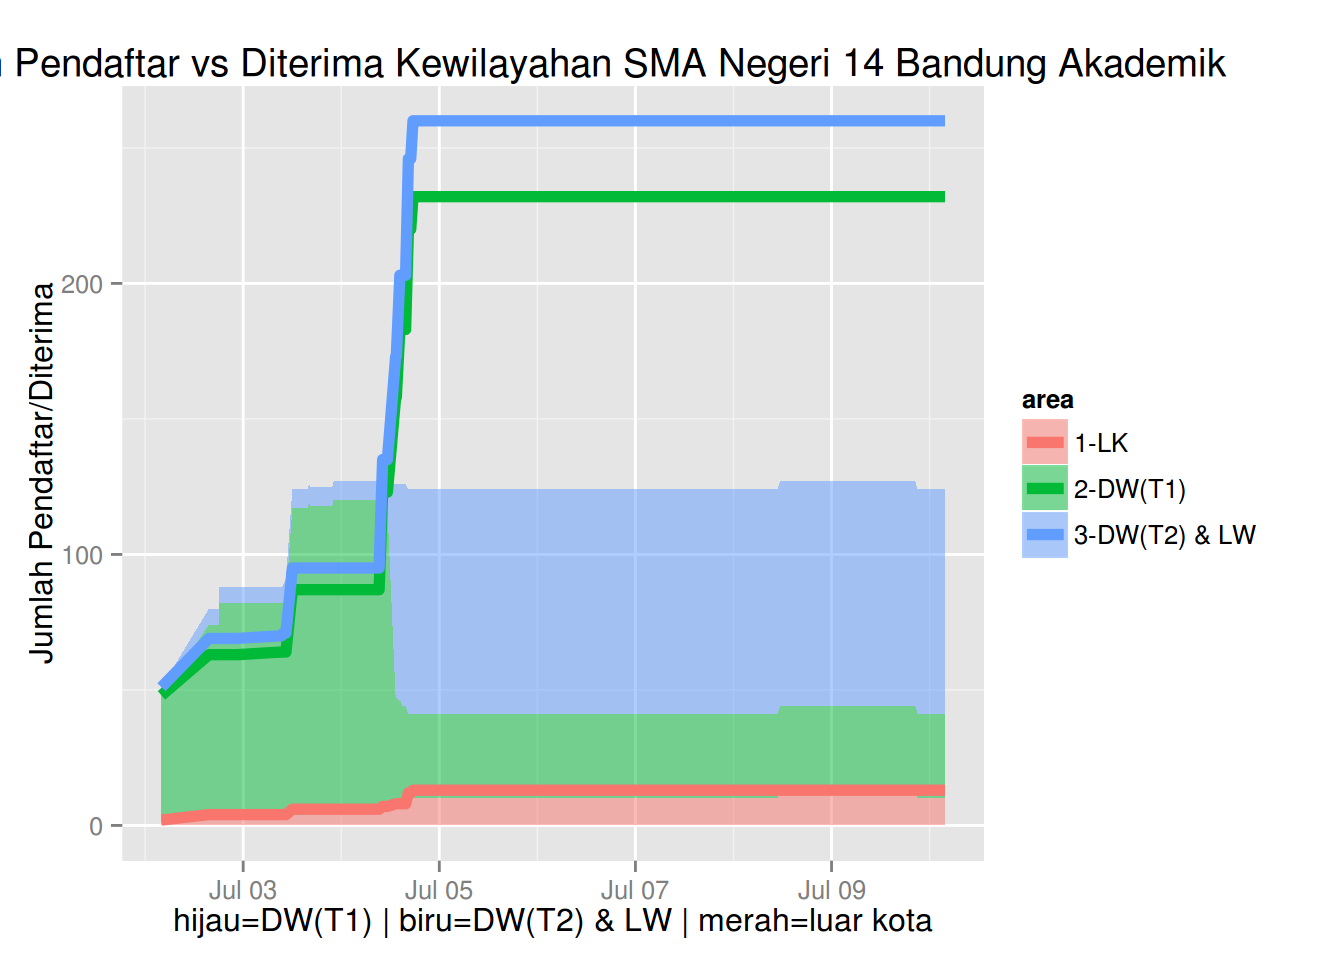 Pendaftar vs Diterima Kewilayahan SMA Negeri 14 Bandung Akademik
Jumlah Pendaftar/Diterima
200
100
0
Jul 03
Jul 05
Jul 07
Jul 09
hijau=DW(T1) | biru=DW(T2) & LW | merah=luar kota
area
1-LK
2-DW(T1)
3-DW(T2) & LW